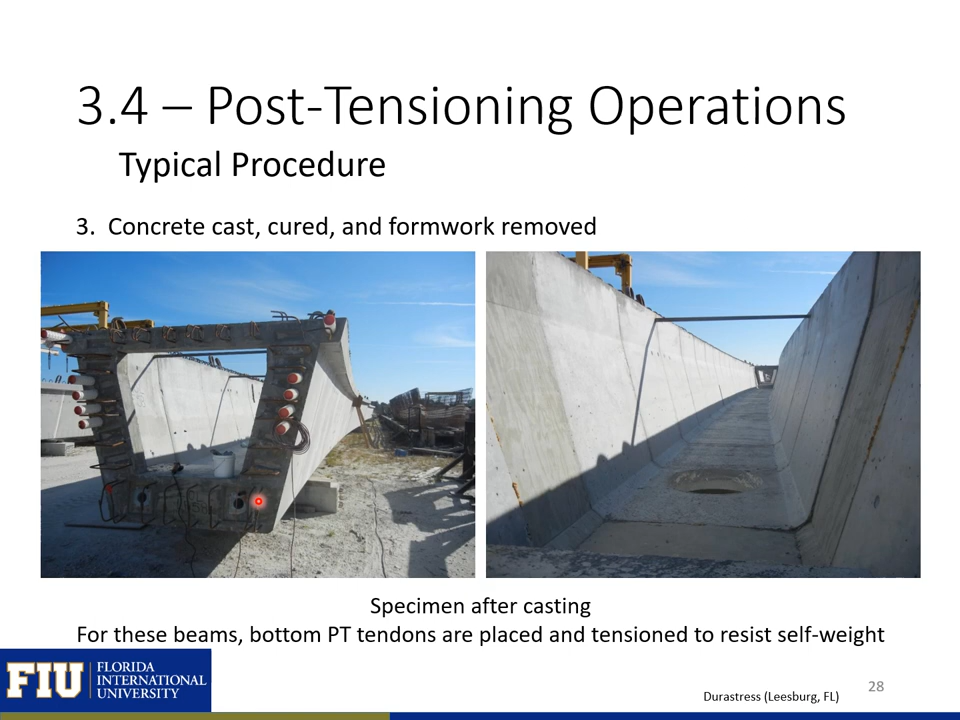 3.4 – Post-Tensioning Operations
Typical Procedure
3. Concrete cast, cured, and formwork removed
Specimen after casting
For these beams, bottom PT tendons are placed and tensioned to resist self-weight
FIU
FLORIDA
INTERNATIONAL
UNIVERSITY
Durastress (Leesburg, FL)
28